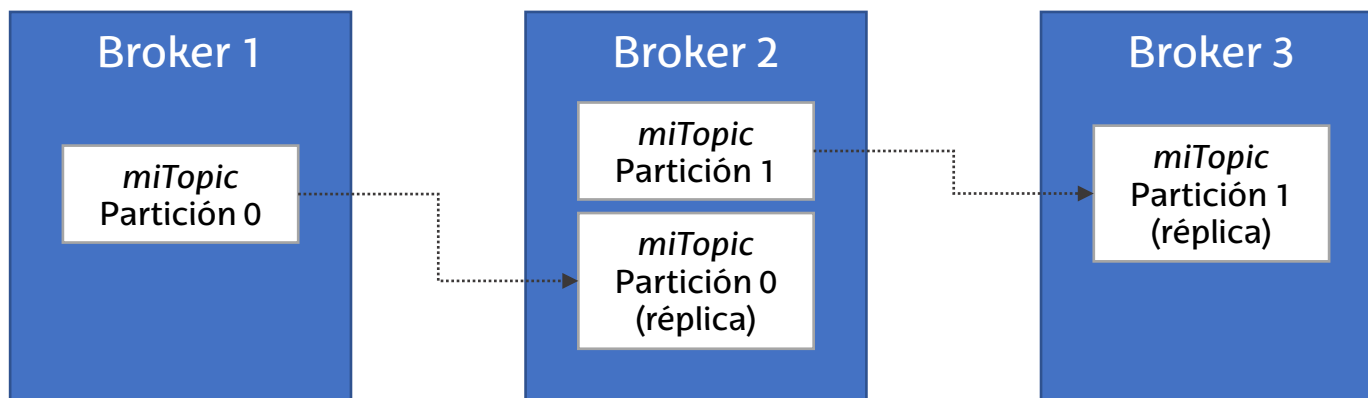 Broker 1
miTopic
Partición 0
Broker 2
miTopic
Partición 1
miTopic
Partición 0
(réplica)
Broker 3
miTopic
Partición 1
(réplica)